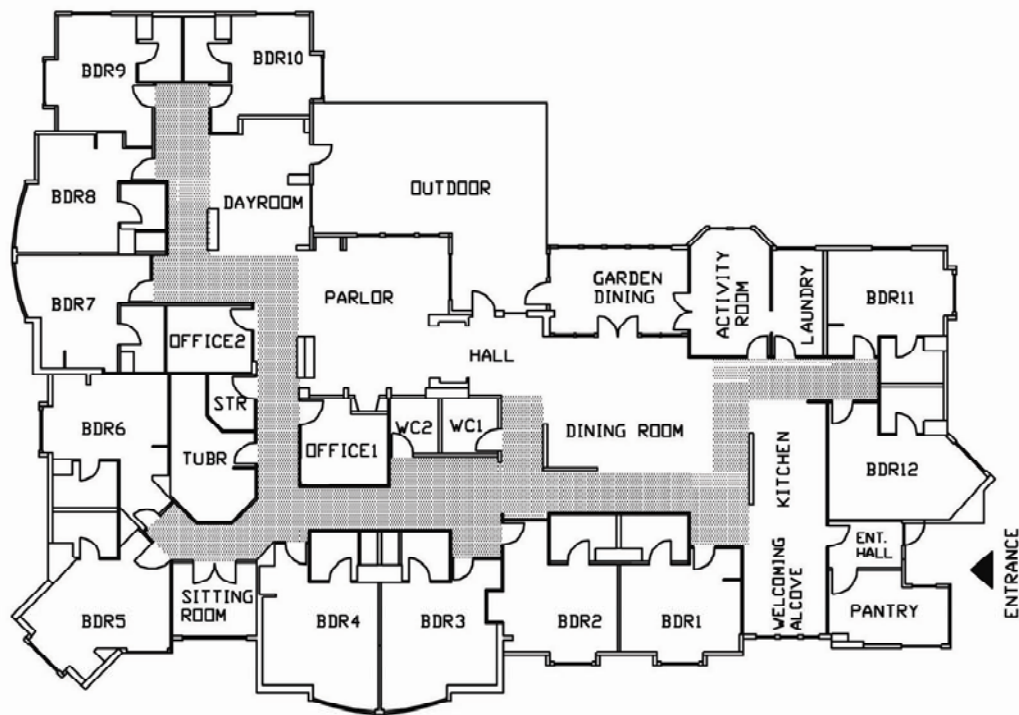 BDR9
BDR10
BDR8
DAYROOM
OUTDOOR
BDR7
PARLOR
GARDEN
DINING
ACTIVITY
ROOM
LAUNDRY
BDR11
OFFICE2
HALL
STR
BDR6
TUBR
OFFICE1
WC2
WC1
DINING ROOM
KITCHEN
BDR12
ENT.
HALL
ENTRANCE
SITTING
ROOM
BDR5
BDR4
BDR3
BDR2
BDR1
WELCOMING
ALCOVE
PANTRY